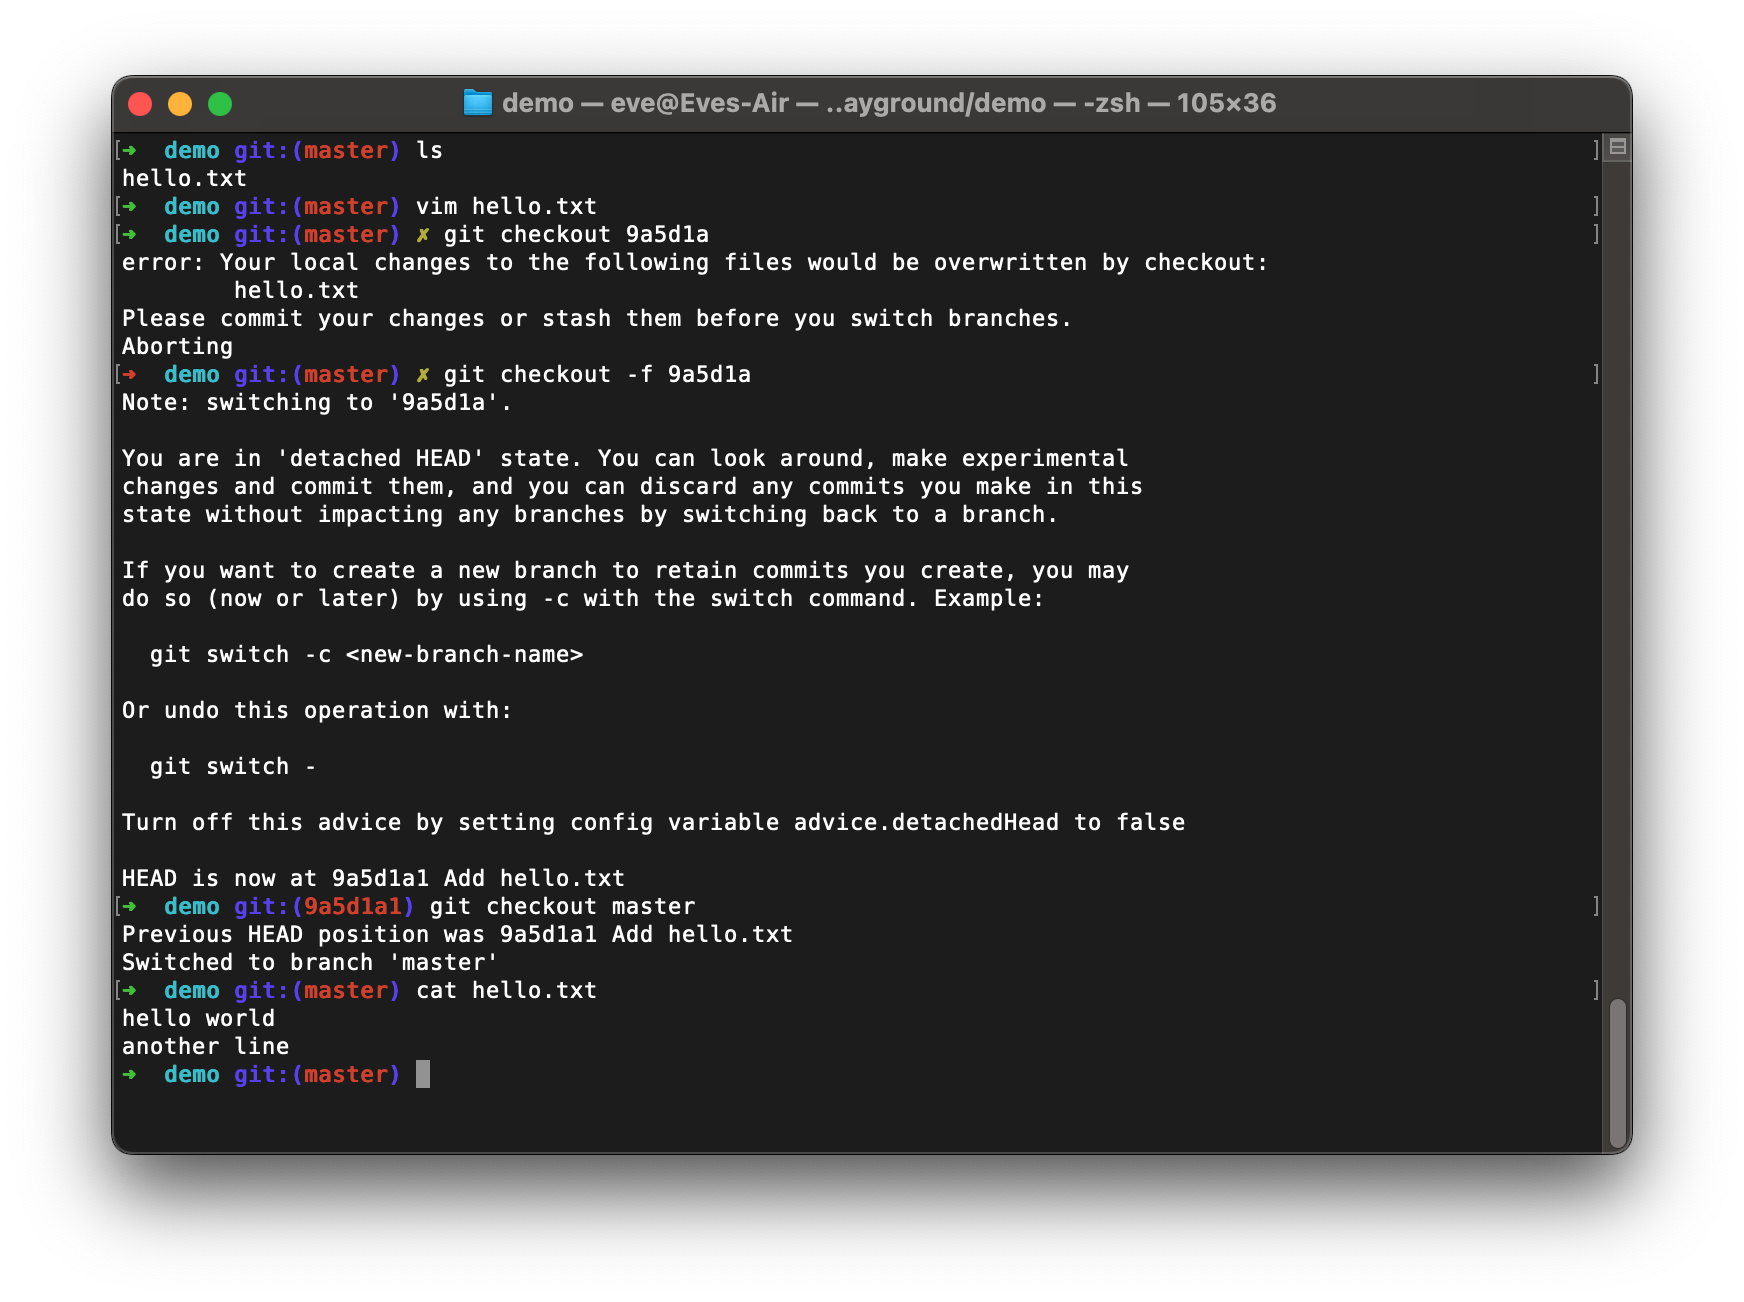 demo — eve@Eves-Air — ..ayground/demo — -zsh — 105×36
[➜  demo git:(master) ls ]
hello.txt
[➜  demo git:(master) vim hello.txt ]
[➜  demo git:(master) ✗ git checkout 9a5d1a ]
error: Your local changes to the following files would be overwritten by checkout:
        hello.txt
Please commit your changes or stash them before you switch branches.
Aborting
[➜  demo git:(master) ✗ git checkout -f 9a5d1a ]
Note: switching to '9a5d1a'.
You are in 'detached HEAD' state. You can look around, make experimental
changes and commit them, and you can discard any commits you make in this
state without impacting any branches by switching back to a branch.
If you want to create a new branch to retain commits you create, you may
do so (now or later) by using -c with the switch command. Example:
  git switch -c <new-branch-name>
Or undo this operation with:
  git switch -
Turn off this advice by setting config variable advice.detachedHead to false
HEAD is now at 9a5d1a1 Add hello.txt
[➜  demo git:(9a5d1a1) git checkout master ]
Previous HEAD position was 9a5d1a1 Add hello.txt
Switched to branch 'master'
[➜  demo git:(master) cat hello.txt ]
hello world
another line
➜  demo git:(master)